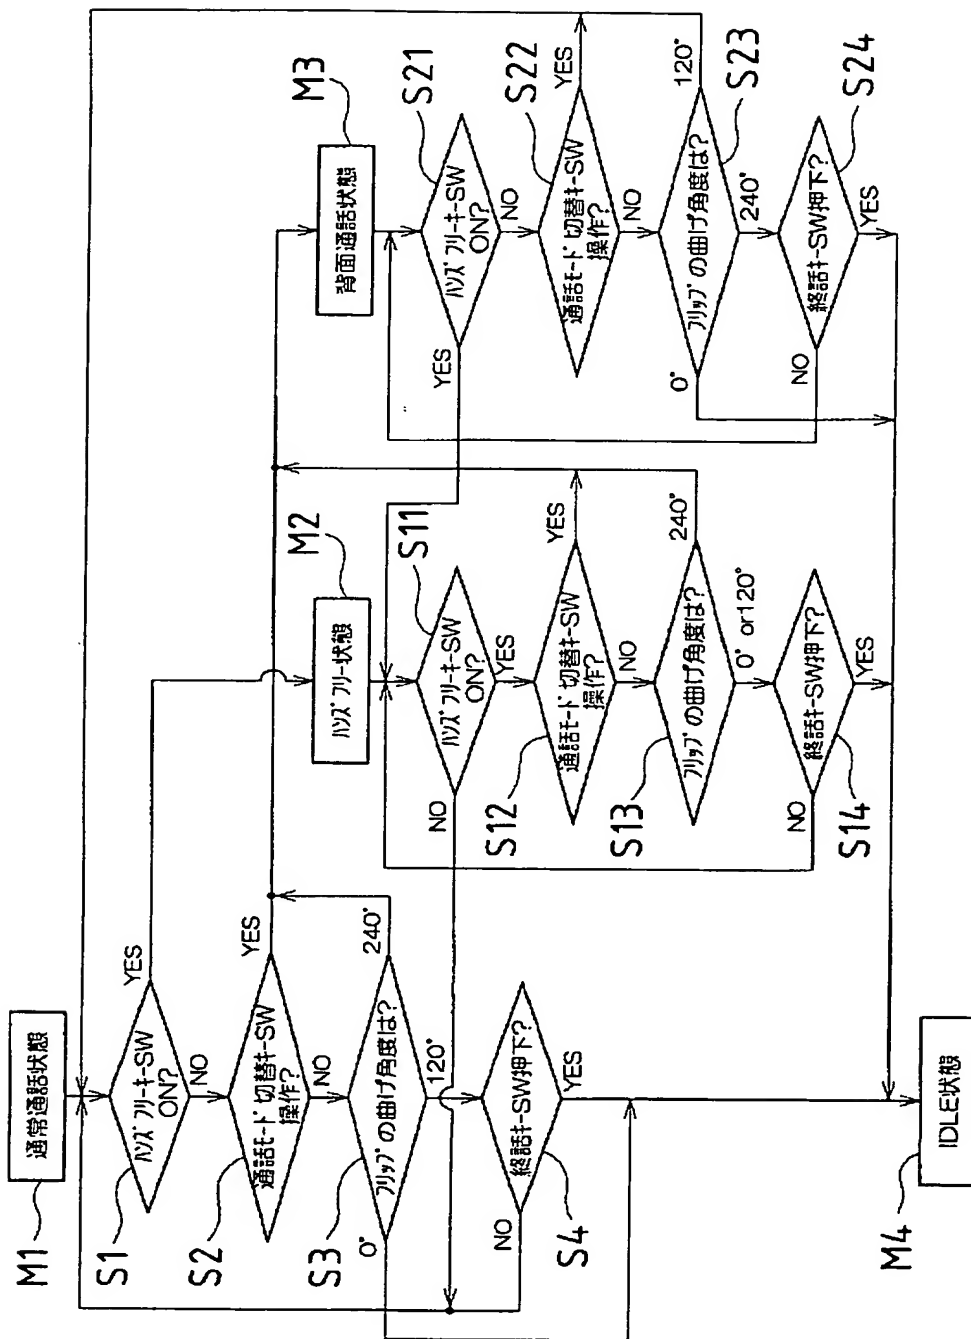 M1
通常通話状態
S1
ハンズフリーキーSW
ON?
YES
NO
S2
通話モード切替キーSW
操作?
YES
NO
S3
フリップの曲げ角度は?
240°
0°
120°
S4
終話キーSW押下?
NO
YES
M2
ハンズフリー状態
S11
ハンズフリーキーSW
ON?
NO
YES
S12
通話モード切替キーSW
操作?
YES
NO
S13
フリップの曲げ角度は?
240°
0° or120°
S14
終話キーSW押下?
NO
YES
M3
背面通話状態
S21
ハンズフリーキーSW
ON?
YES
NO
S22
通話モード切替キーSW
操作?
YES
NO
S23
フリップの曲げ角度は?
120°
0°
240°
S24
終話キーSW押下?
NO
YES
M4
IDLE状態